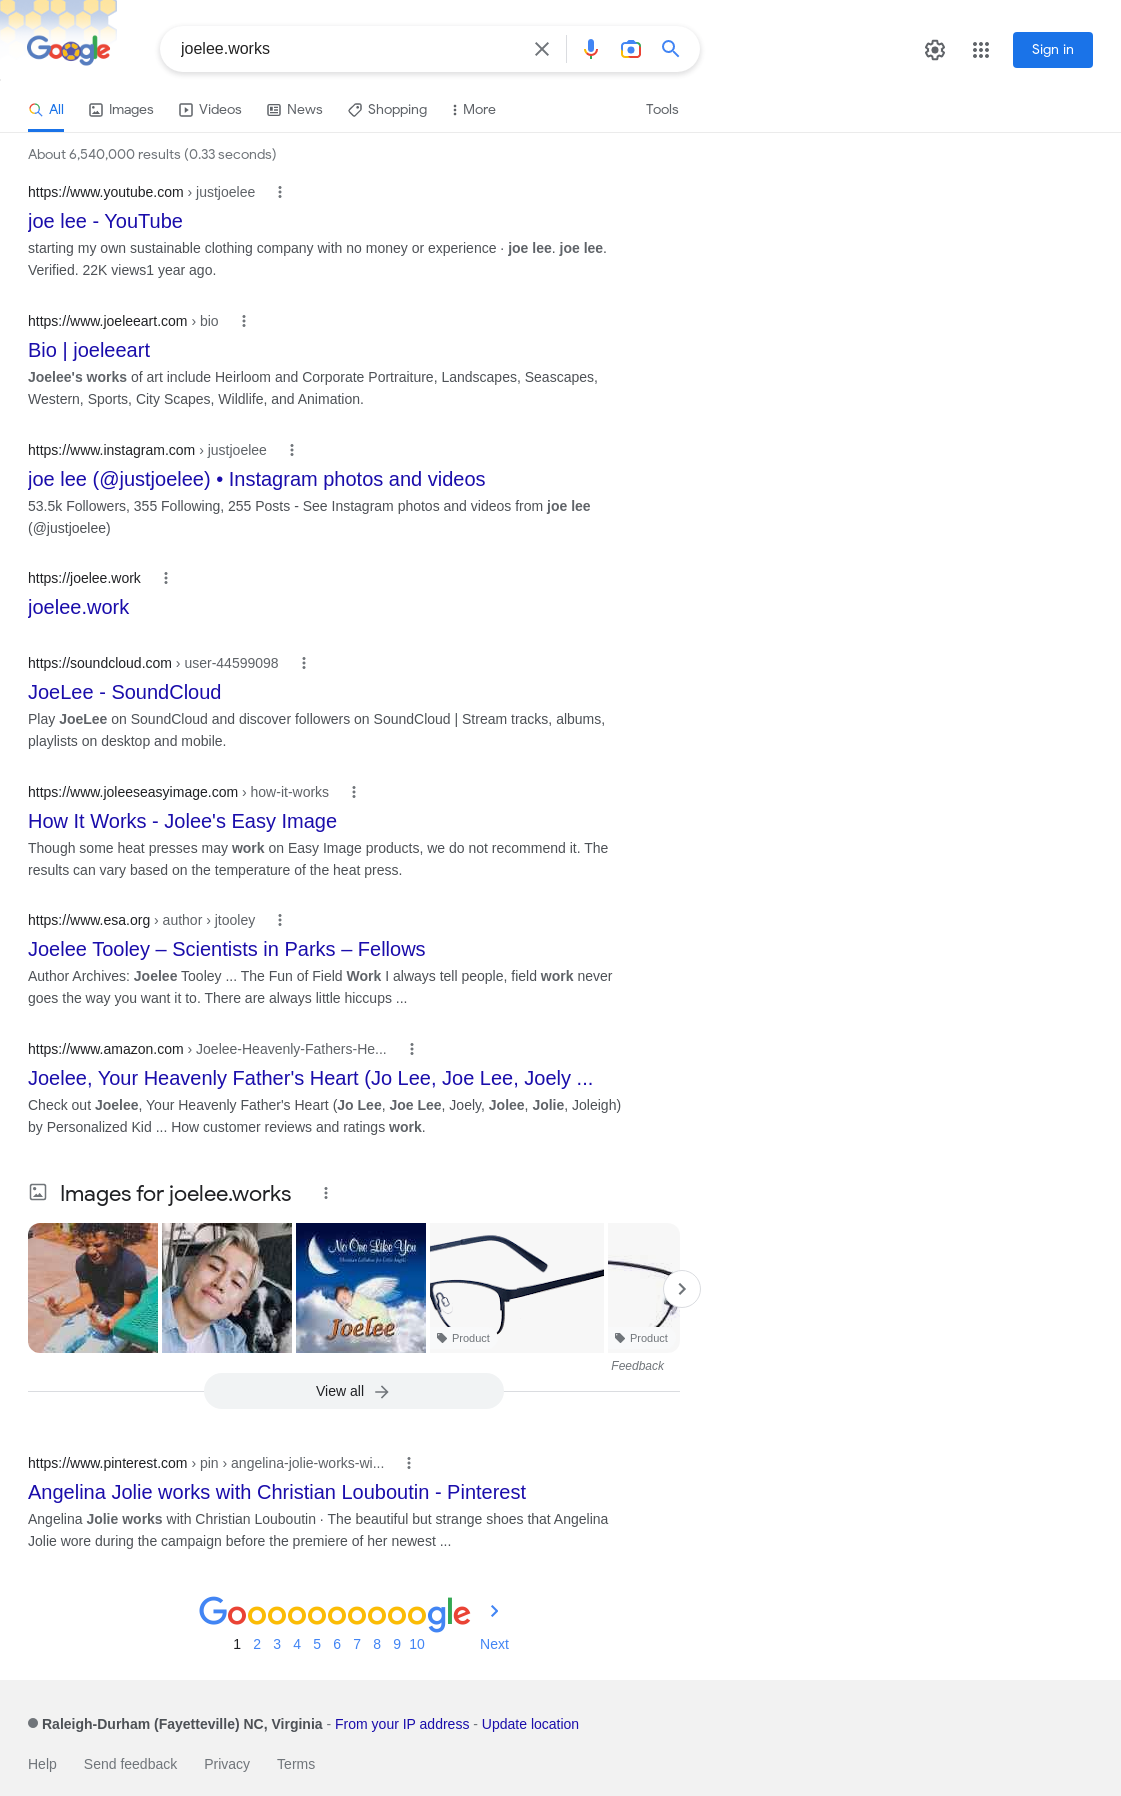 Google
joelee.works
Sign in
All Images Videos News Shopping More Tools
About 6,540,000 results (0.33 seconds)
https://www.youtube.com › justjoelee
joe lee - YouTube
starting my own sustainable clothing company with no money or experience · joe lee. joe lee.
Verified. 22K views1 year ago.
https://www.joeleeart.com › bio
Bio | joeleeart
Joelee's works of art include Heirloom and Corporate Portraiture, Landscapes, Seascapes,
Western, Sports, City Scapes, Wildlife, and Animation.
https://www.instagram.com › justjoelee
joe lee (@justjoelee) • Instagram photos and videos
53.5k Followers, 355 Following, 255 Posts - See Instagram photos and videos from joe lee
(@justjoelee)
https://joelee.work
joelee.work
https://soundcloud.com › user-44599098
JoeLee - SoundCloud
Play JoeLee on SoundCloud and discover followers on SoundCloud | Stream tracks, albums,
playlists on desktop and mobile.
https://www.joleeseasyimage.com › how-it-works
How It Works - Jolee's Easy Image
Though some heat presses may work on Easy Image products, we do not recommend it. The
results can vary based on the temperature of the heat press.
https://www.esa.org › author › jtooley
Joelee Tooley – Scientists in Parks – Fellows
Author Archives: Joelee Tooley ... The Fun of Field Work I always tell people, field work never
goes the way you want it to. There are always little hiccups ...
https://www.amazon.com › Joelee-Heavenly-Fathers-He...
Joelee, Your Heavenly Father's Heart (Jo Lee, Joe Lee, Joely ...
Check out Joelee, Your Heavenly Father's Heart (Jo Lee, Joe Lee, Joely, Jolee, Jolie, Joleigh)
by Personalized Kid ... How customer reviews and ratings work.
Images for joelee.works
No One Like You
Christian Lullabies for Little Angels
Joelee
Product Product
Feedback
View all
https://www.pinterest.com › pin › angelina-jolie-works-wi...
Angelina Jolie works with Christian Louboutin - Pinterest
Angelina Jolie works with Christian Louboutin · The beautiful but strange shoes that Angelina
Jolie wore during the campaign before the premiere of her newest ...
Goooooooooogle
1 2 3 4 5 6 7 8 9 10 Next
Raleigh-Durham (Fayetteville) NC, Virginia - From your IP address - Update location
Help Send feedback Privacy Terms